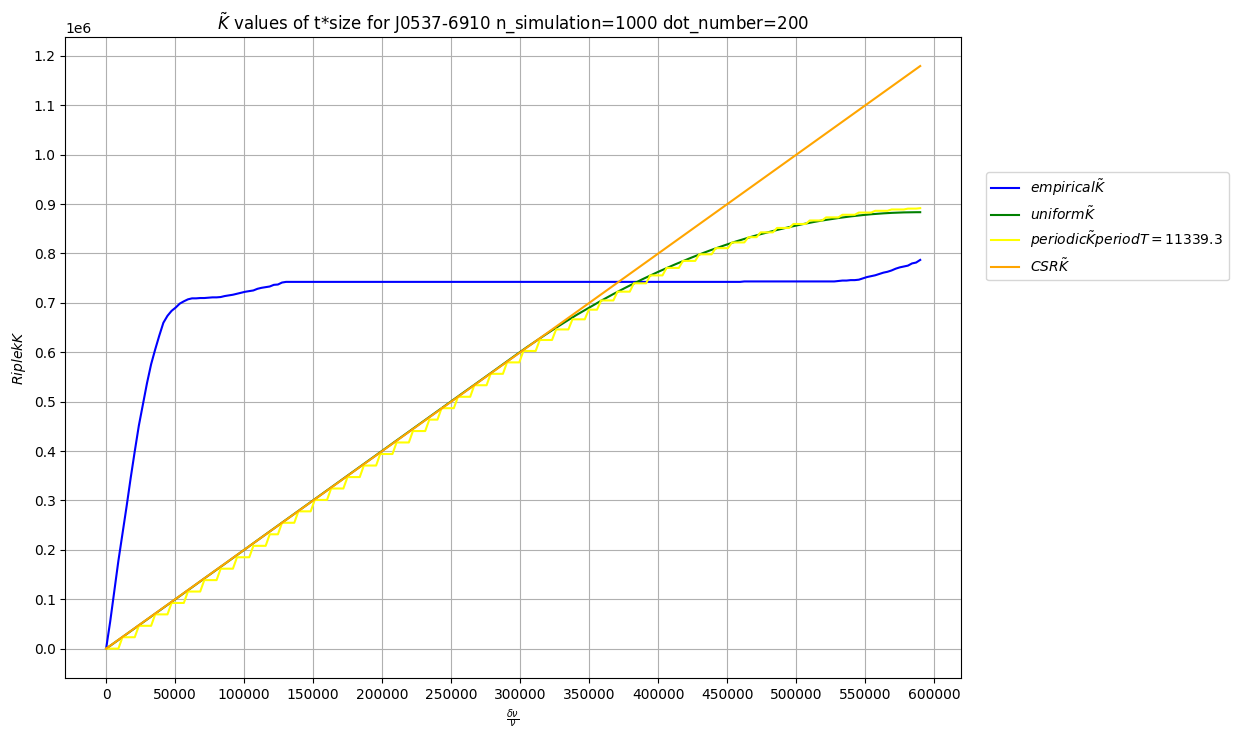 K̃ values of t*size for J0537-6910 n_simulation=1000 dot_number=200
1e6
1.2
1.1
1.0
0.9
0.8
0.7
0.6
0.5
0.4
0.3
0.2
0.1
0.0
RiplekK
0 50000 100000 150000 200000 250000 300000 350000 400000 450000 500000 550000 600000
δν
ν
empiricalK̃
uniformK̃
periodicK̃periodT = 11339.3
CSRK̃